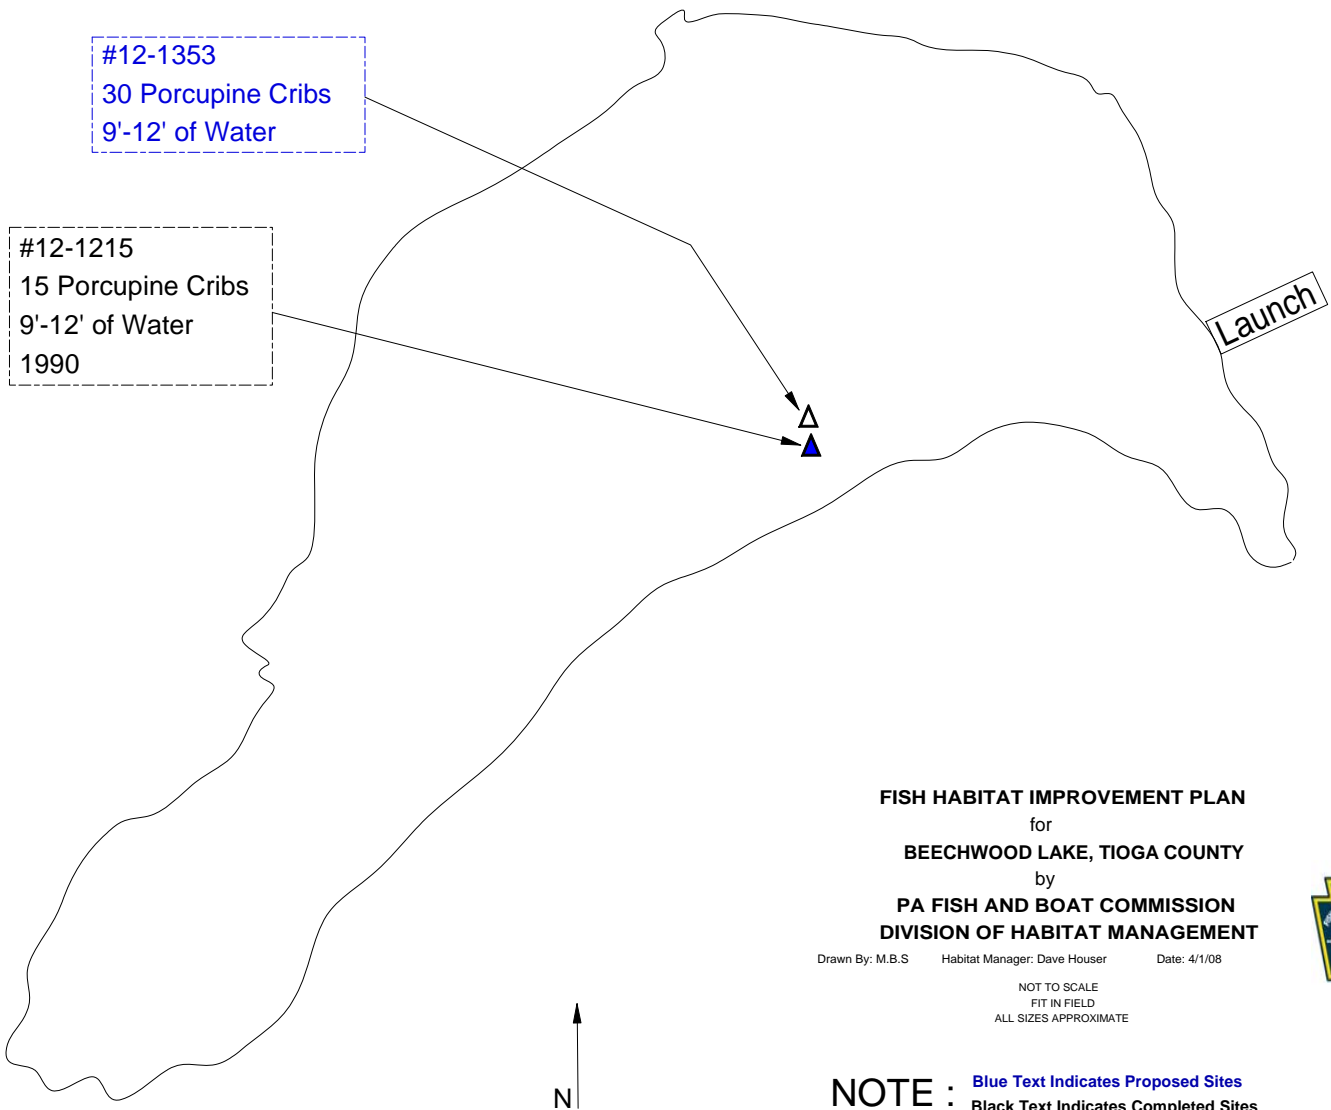 #12-1353
30 Porcupine Cribs
9'-12' of Water
#12-1215
15 Porcupine Cribs
9'-12' of Water
1990
Launch
FISH HABITAT IMPROVEMENT PLAN
for
BEECHWOOD LAKE, TIOGA COUNTY
by
PA FISH AND BOAT COMMISSION
DIVISION OF HABITAT MANAGEMENT
Drawn By: M.B.S Habitat Manager: Dave Houser Date: 4/1/08
NOT TO SCALE
FIT IN FIELD
ALL SIZES APPROXIMATE
N
NOTE : Blue Text Indicates Proposed Sites
Black Text Indicates Completed Sites